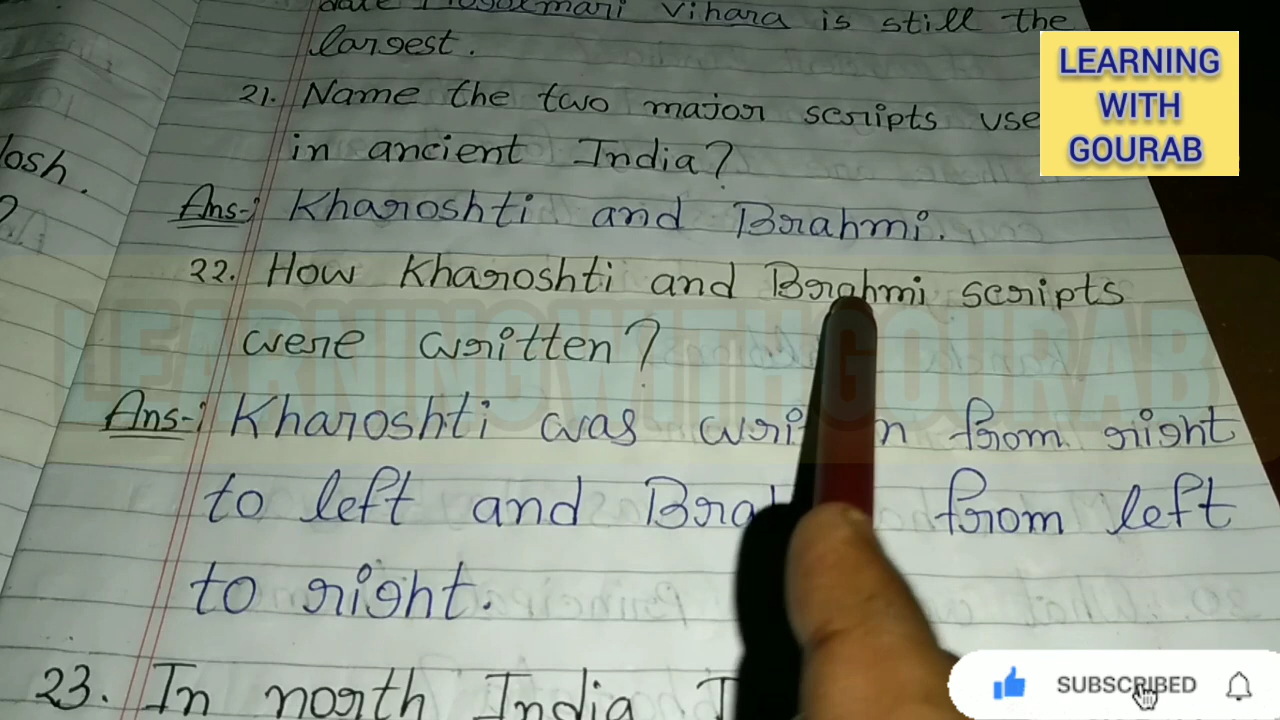 Vihara is still the
largest.
21. Name the two major scripts use
in ancient India?
Ans-: Kharoshti and Brahmi.
22. How Kharoshti and Brahmi scripts
were written?
Ans-: Kharoshti was from right
to left and from left
to right.
23. In north India
LEARNING
WITH
GOURAB
LEARNINGWITHGOURAB
SUBSCRIBED